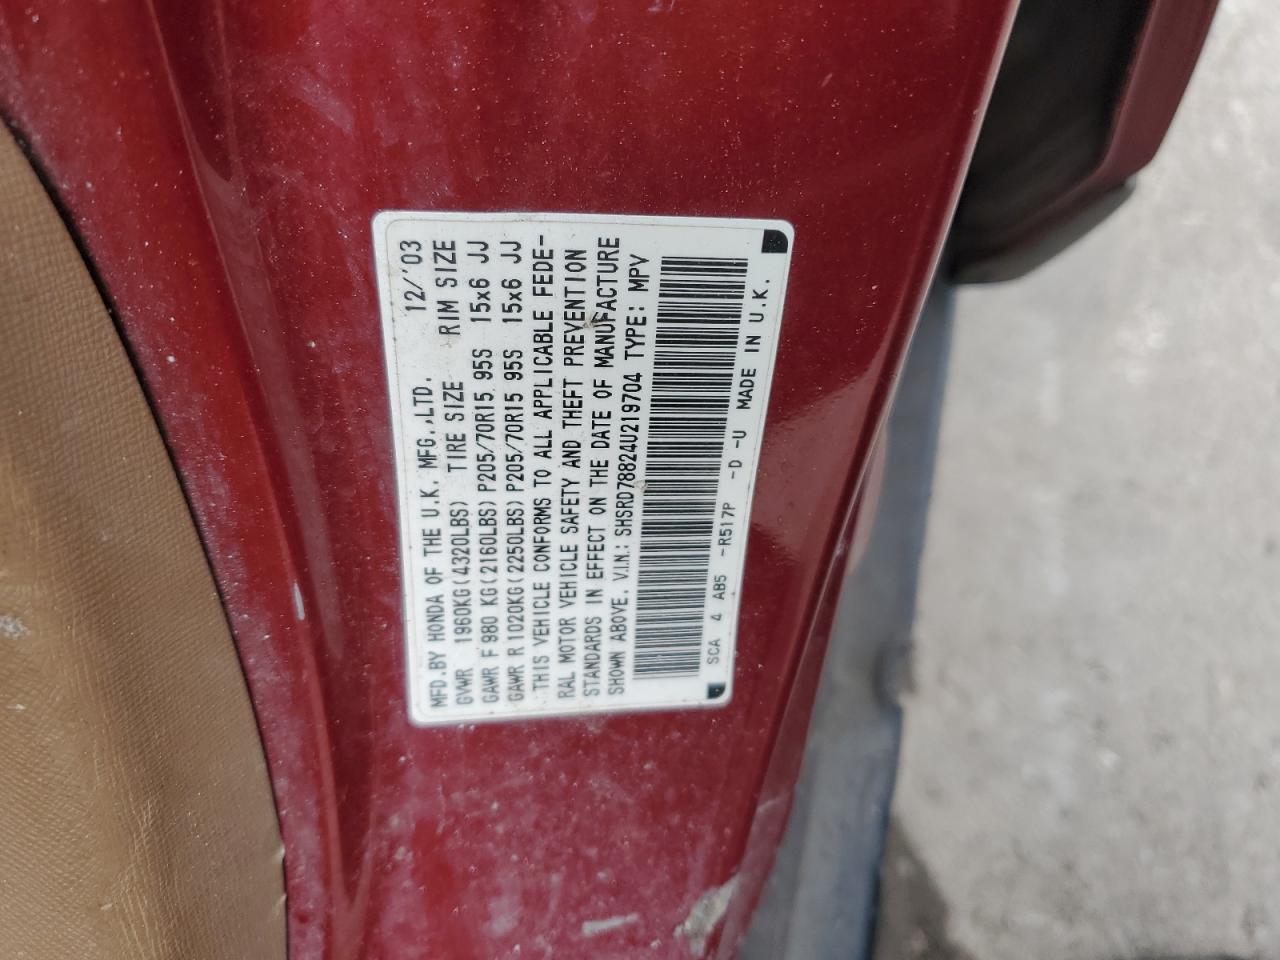 MFD.BY HONDA OF THE U.K. MFG.,LTD. 12/'03
GVWR 1960KG(4320LBS) TIRE SIZE RIM SIZE
GAWR F 980 KG(2160LBS) P205/70R15 95S 15x6 JJ
GAWR R 1020KG(2250LBS) P205/70R15 95S 15x6 JJ
THIS VEHICLE CONFORMS TO ALL APPLICABLE FEDE-
RAL MOTOR VEHICLE SAFETY AND THEFT PREVENTION
STANDARDS IN EFFECT ON THE DATE OF MANUFACTURE
SHOWN ABOVE. V.I.N.: SHSRD78824U219704 TYPE: MPV
SCA 4 AB5 -R517P -D -U MADE IN U.K.